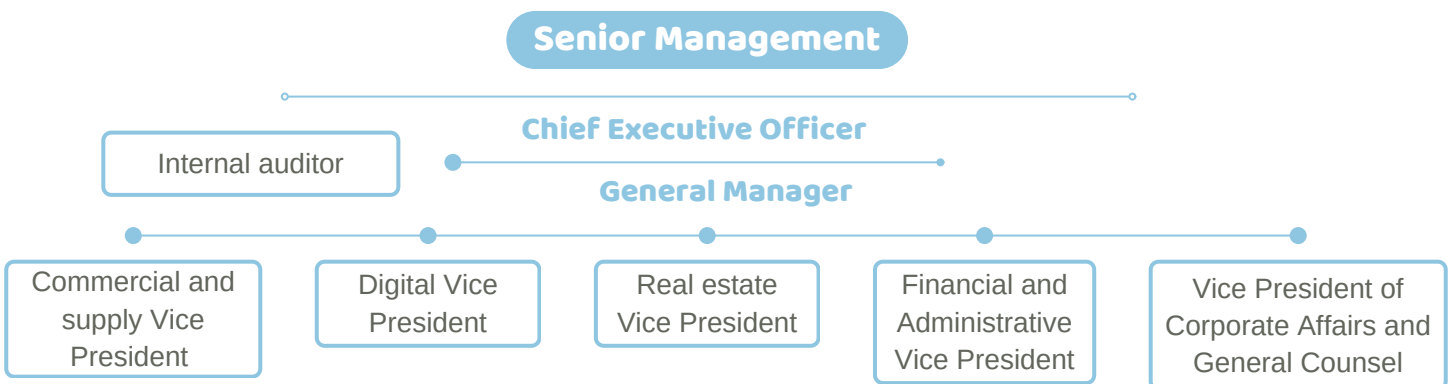 Senior Management
Chief Executive Officer
Internal auditor
General Manager
Commercial and
supply Vice
President
Digital Vice
President
Real estate
Vice President
Financial and
Administrative
Vice President
Vice President of
Corporate Affairs and
General Counsel